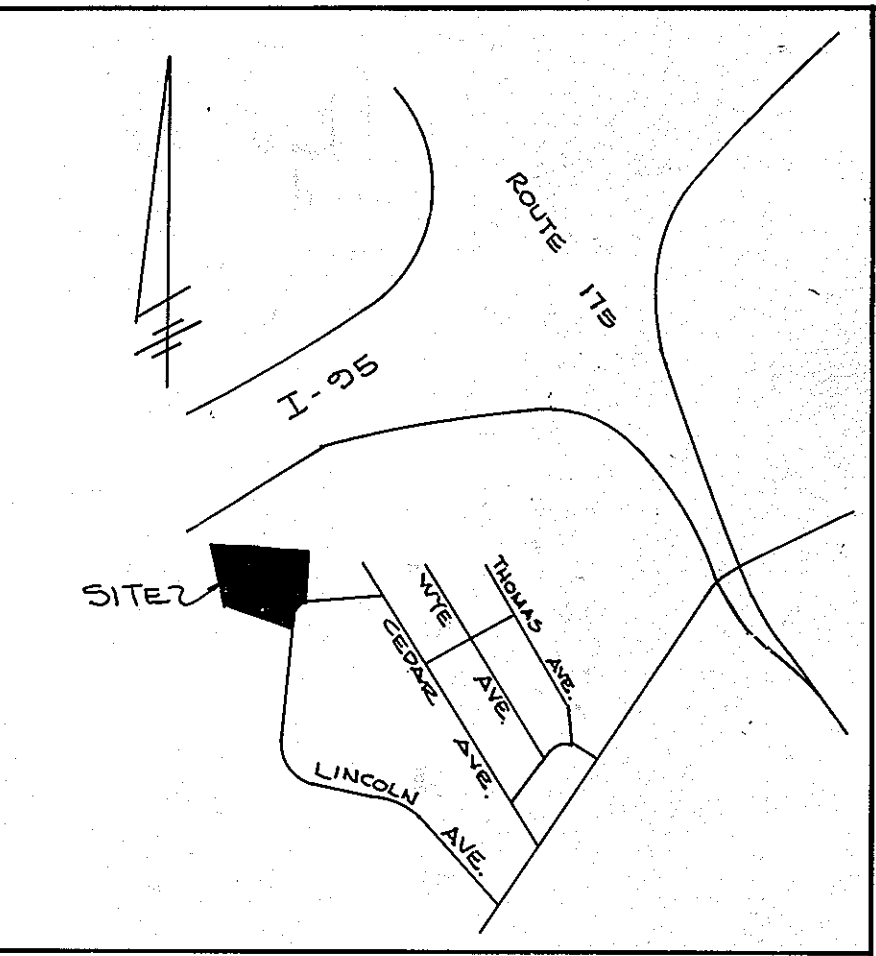 ROUTE 175
I-95
SITE
WYE AVE.
THOMAS AVE.
CEDAR AVE.
LINCOLN AVE.